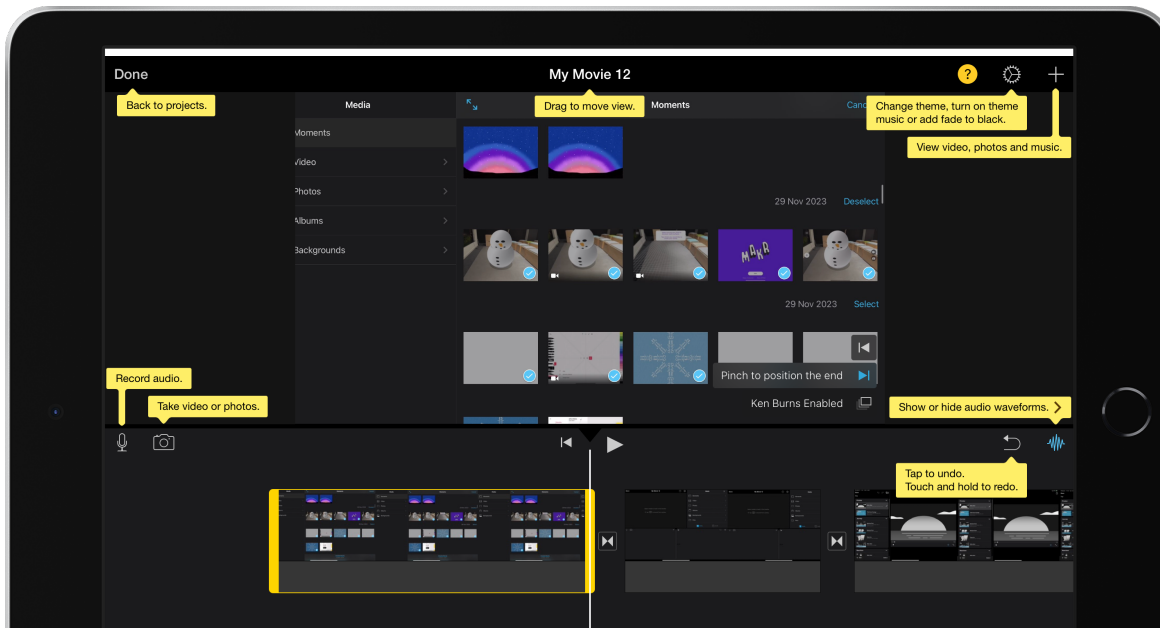 Done
My Movie 12
?
Back to projects.
Media
Drag to move view.
Moments
Change theme, turn on theme
music or add fade to black.
View video, photos and music.
Moments
Video
Photos
Albums
Backgrounds
29 Nov 2023 Deselect
MAKR
29 Nov 2023 Select
Pinch to position the end
Ken Burns Enabled
Record audio.
Take video or photos.
Show or hide audio waveforms.
Tap to undo.
Touch and hold to redo.